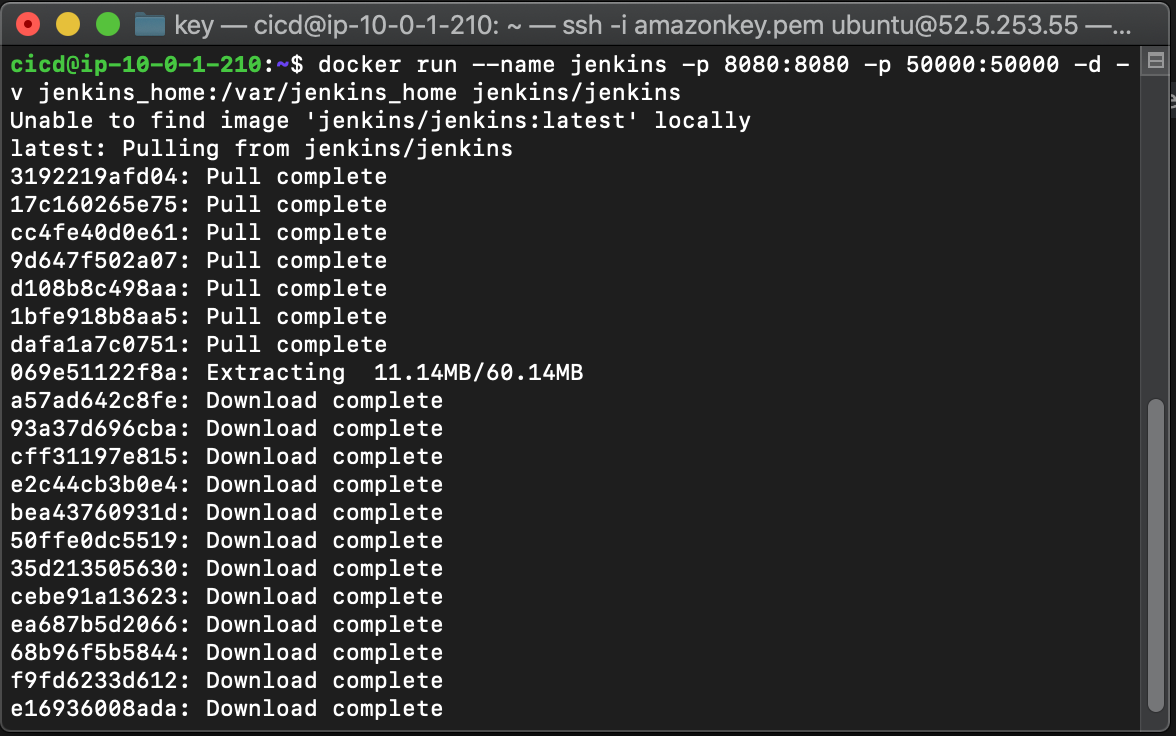 key — cicd@ip-10-0-1-210: ~ — ssh -i amazonkey.pem ubuntu@52.5.253.55 —...
cicd@ip-10-0-1-210:~$ docker run --name jenkins -p 8080:8080 -p 50000:50000 -d -
v jenkins_home:/var/jenkins_home jenkins/jenkins
Unable to find image 'jenkins/jenkins:latest' locally
latest: Pulling from jenkins/jenkins
3192219afd04: Pull complete
17c160265e75: Pull complete
cc4fe40d0e61: Pull complete
9d647f502a07: Pull complete
d108b8c498aa: Pull complete
1bfe918b8aa5: Pull complete
dafa1a7c0751: Pull complete
069e51122f8a: Extracting  11.14MB/60.14MB
a57ad642c8fe: Download complete
93a37d696cba: Download complete
cff31197e815: Download complete
e2c44cb3b0e4: Download complete
bea43760931d: Download complete
50ffe0dc5519: Download complete
35d213505630: Download complete
cebe91a13623: Download complete
ea687b5d2066: Download complete
68b96f5b5844: Download complete
f9fd6233d612: Download complete
e16936008ada: Download complete